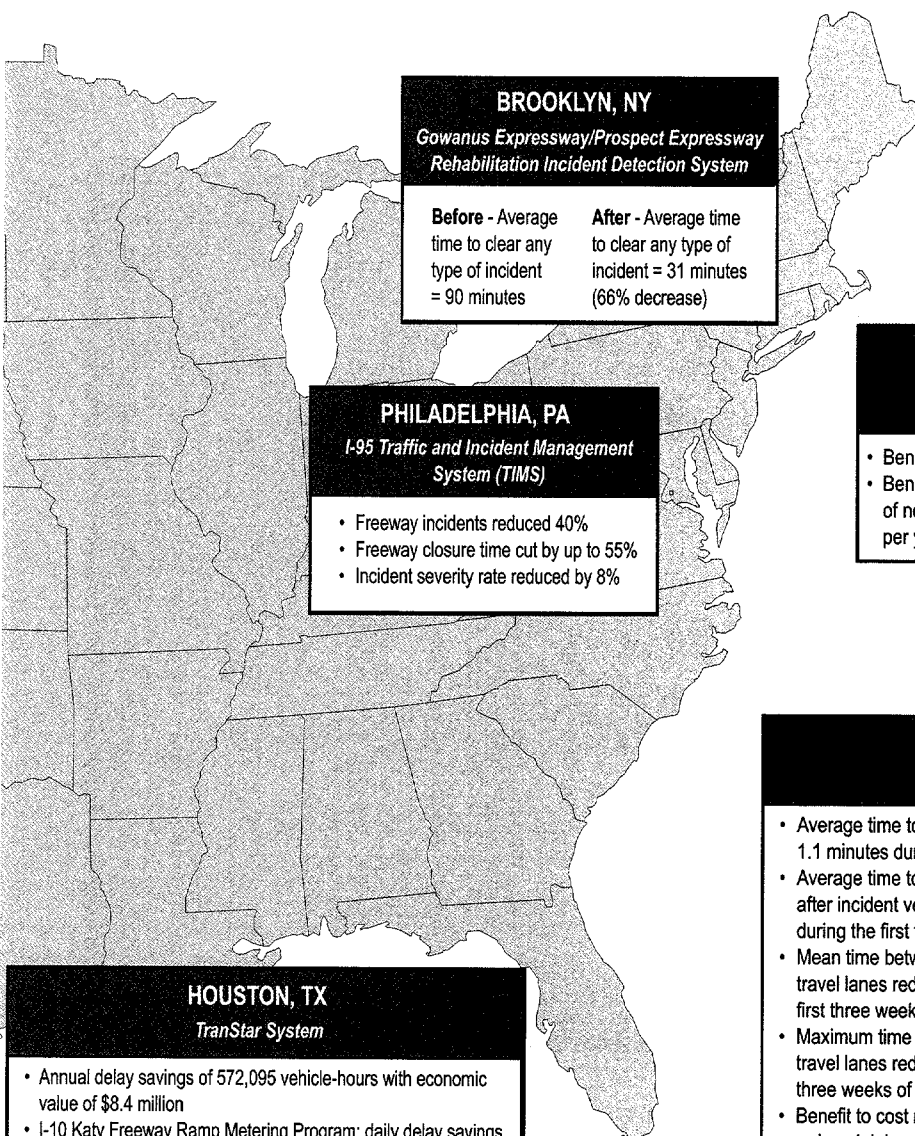 BROOKLYN, NY
Gowanus Expressway/Prospect Expressway
Rehabilitation Incident Detection System
Before - Average
time to clear any
type of incident
= 90 minutes
After - Average time
to clear any type of
incident = 31 minutes
(66% decrease)
PHILADELPHIA, PA
I-95 Traffic and Incident Management
System (TIMS)
• Freeway incidents reduced 40%
• Freeway closure time cut by up to 55%
• Incident severity rate reduced by 8%
• Ben
• Ben
of ne
per
HOUSTON, TX
TranStar System
• Annual delay savings of 572,095 vehicle-hours with economic
value of $8.4 million
• I-10 Katy Freeway Ramp Metering Program: daily delay savings
• Average time to
1.1 minutes du
• Average time to
after incident ve
during the first
• Mean time betw
travel lanes red
first three week
• Maximum time
travel lanes red
three weeks of
• Benefit to cost